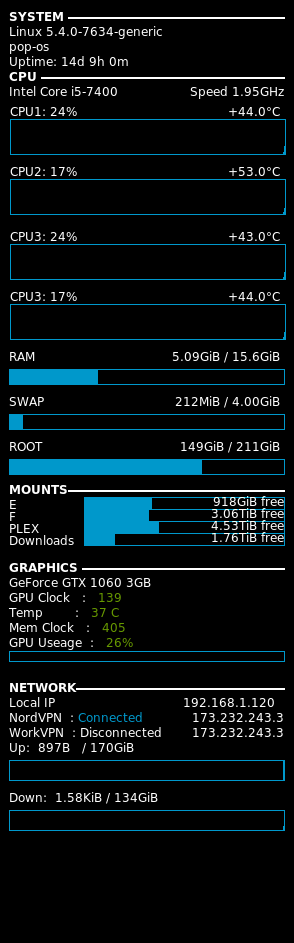 SYSTEM
Linux 5.4.0-7634-generic
pop-os
Uptime: 14d 9h 0m
CPU
Intel Core i5-7400 Speed 1.95GHz
CPU1: 24% +44.0°C
CPU2: 17% +53.0°C
CPU3: 24% +43.0°C
CPU3: 17% +44.0°C
RAM 5.09GiB / 15.6GiB
SWAP 212MiB / 4.00GiB
ROOT 149GiB / 211GiB
MOUNTS
E 918GiB free
F 3.06TiB free
PLEX 4.53TiB free
Downloads 1.76TiB free
GRAPHICS
GeForce GTX 1060 3GB
GPU Clock : 139
Temp : 37 C
Mem Clock : 405
GPU Useage : 26%
NETWORK
Local IP 192.168.1.120
NordVPN : Connected 173.232.243.3
WorkVPN : Disconnected 173.232.243.3
Up: 897B / 170GiB
Down: 1.58KiB / 134GiB